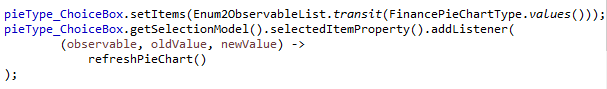 pieType_ChoiceBox.setItems(Enum2ObservableList.transit(FinancePieChartType.values()));
pieType_ChoiceBox.getSelectionModel().selectedItemProperty().addListener(
        (observable, oldValue, newValue) ->
            refreshPieChart()
);